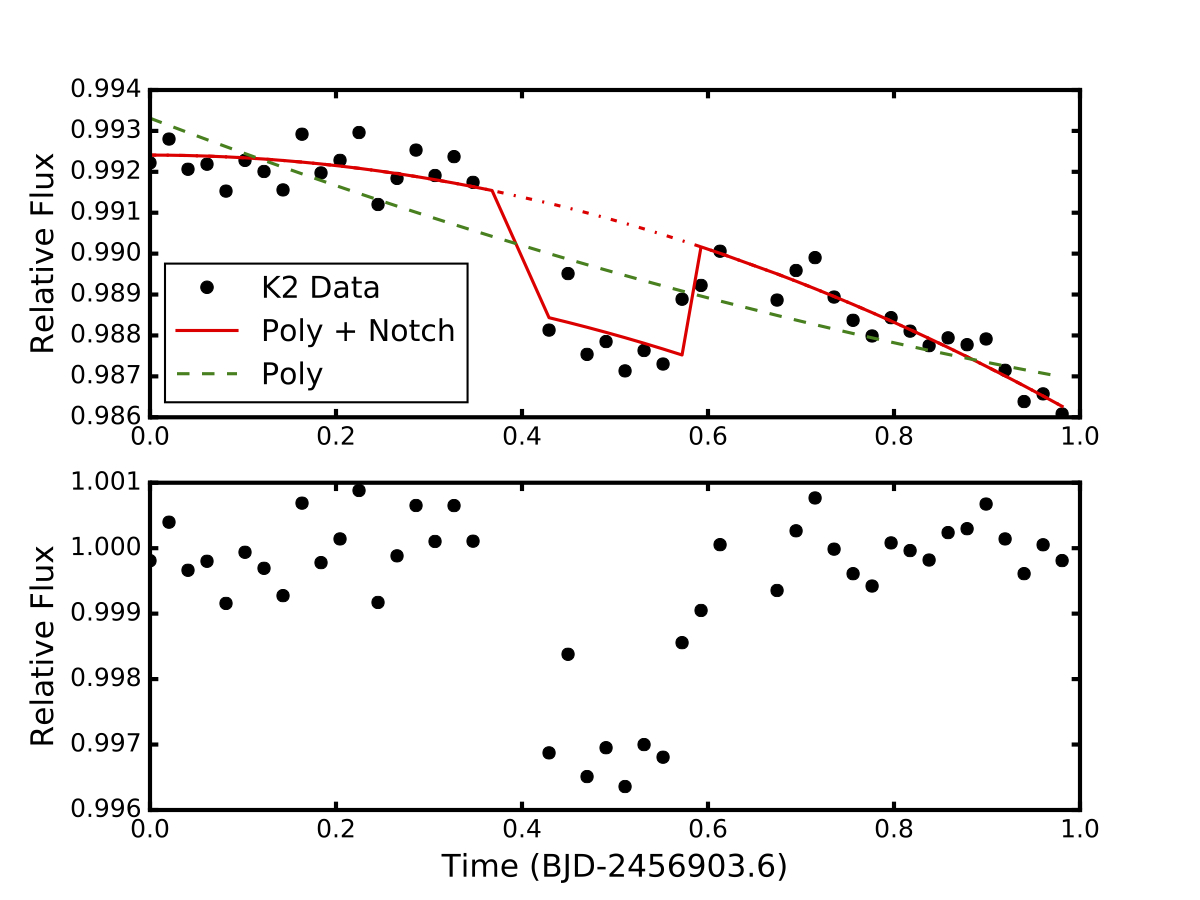 0.994
0.993
0.992
0.991
0.990
0.989
0.988
0.987
0.986
Relative Flux
K2 Data
Poly + Notch
Poly
0.0 0.2 0.4 0.6 0.8 1.0
1.001
1.000
0.999
0.998
0.997
0.996
Relative Flux
0.0 0.2 0.4 0.6 0.8 1.0
Time (BJD-2456903.6)